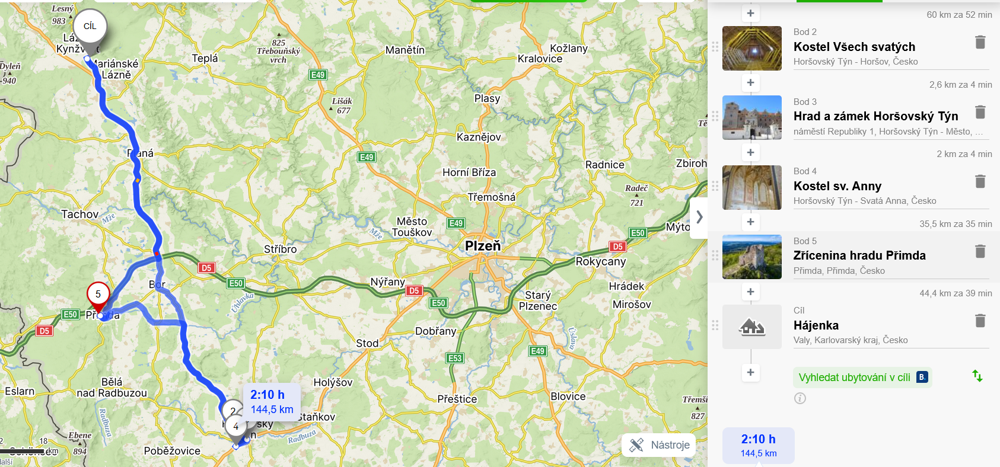 Lesný
983
CÍL
Kynžv
Dyleň
940
Mariánské
Lázně
Teplá
825
Třebouňský
vrch
Manětín
Kožlany
Kralovice
E49
Lišák
677
Plasy
E49
Kaznějov
Planá
Horní Bříza
Radnice
Zbiroh
Třemošná
Radeč
721
Tachov
Mže
Město
Touškov
Mže
E49
E50
Mýto
Stříbro
Plzeň
D5
Rokycany
D5
E50
Bor
Nýřany
D5
E50
Úhlavka
Starý
Plzenec
Hrádek
Mirošov
5
E50
Přimda
D5
Dobřany
Stod
Úslava
E49
E53
Bělá
nad Radbuzou
Eslarn
Holýšov
Přeštice
Blovice
Třemší
827
2:10 h
144,5 km
2
4
ský
n
Staňkov
Radbuza
Radbuza
Ebene
894
Poběžovice
18
km
Nástroje
60 km za 52 min
Bod 2
Kostel Všech svatých
Horšovský Týn - Horšov, Česko
2,6 km za 4 min
Bod 3
Hrad a zámek Horšovský Týn
náměstí Republiky 1, Horšovský Týn - Město, ...
2 km za 4 min
Bod 4
Kostel sv. Anny
Horšovský Týn - Svatá Anna, Česko
35,5 km za 35 min
Bod 5
Zřícenina hradu Přimda
Přimda, Přimda, Česko
44,4 km za 39 min
Cíl
Hájenka
Valy, Karlovarský kraj, Česko
Vyhledat ubytování v cíli B.
2:10 h
144,5 km